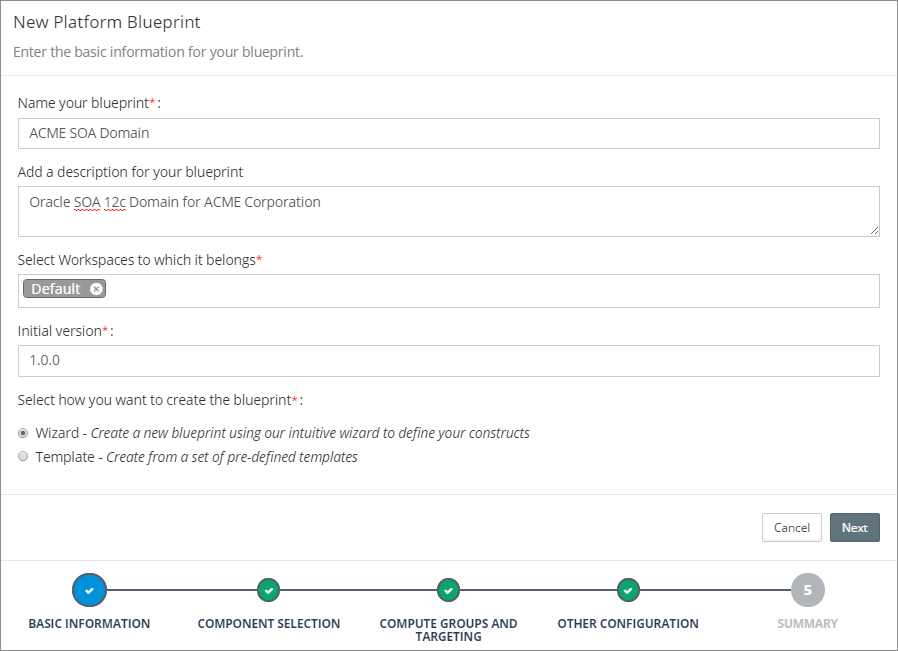 New Platform Blueprint
Enter the basic information for your blueprint.
Name your blueprint*:
ACME SOA Domain
Add a description for your blueprint
Oracle SOA 12c Domain for ACME Corporation
Select Workspaces to which it belongs*
Default
Initial version*:
1.0.0
Select how you want to create the blueprint*:
Wizard - Create a new blueprint using our intuitive wizard to define your constructs
Template - Create from a set of pre-defined templates
Cancel Next
5
BASIC INFORMATION COMPONENT SELECTION COMPUTE GROUPS AND OTHER CONFIGURATION SUMMARY
TARGETING